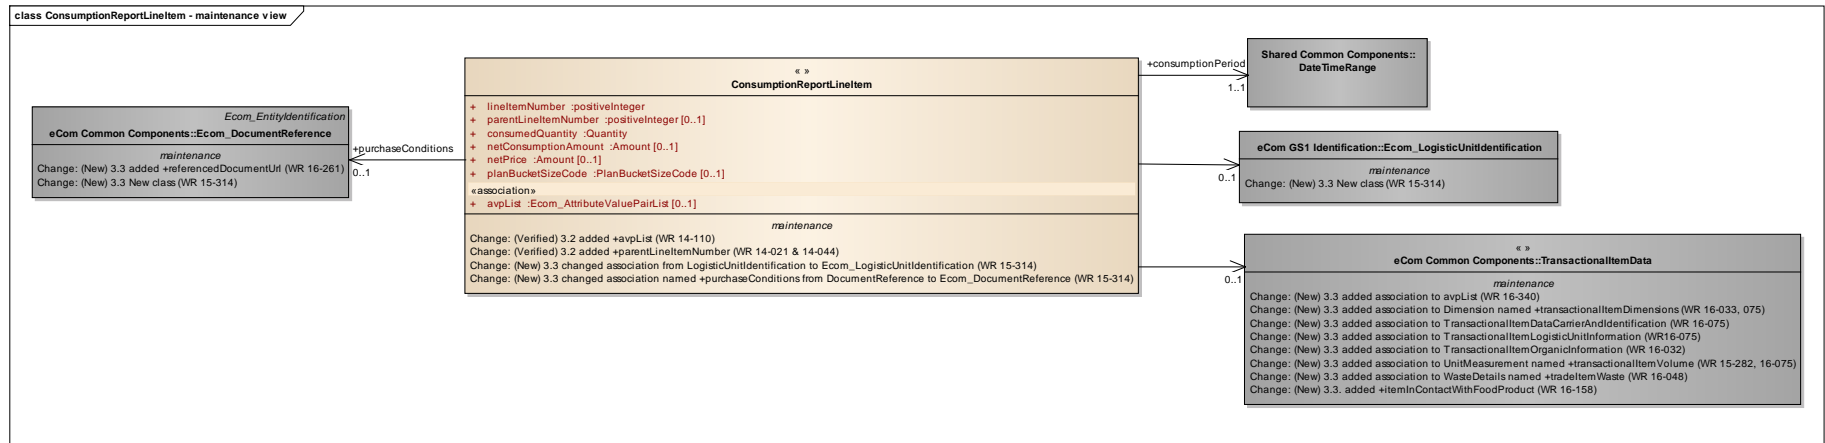 class ConsumptionReportLineItem - maintenance view
Ecom_EntityIdentification
eCom Common Components::Ecom_DocumentReference
maintenance
Change: (New) 3.3 added +referencedDocumentUrl (WR 16-261)
Change: (New) 3.3 New class (WR 15-314)
+purchaseConditions
0..1
« »
ConsumptionReportLineItem
+ lineItemNumber :positiveInteger
+ parentLineItemNumber :positiveInteger [0..1]
+ consumedQuantity :Quantity
+ netConsumptionAmount :Amount [0..1]
+ netPrice :Amount [0..1]
+ planBucketSizeCode :PlanBucketSizeCode [0..1]
«association»
+ avpList :Ecom_AttributeValuePairList [0..1]
maintenance
Change: (Verified) 3.2 added +avpList (WR 14-110)
Change: (Verified) 3.2 added +parentLineItemNumber (WR 14-021 & 14-044)
Change: (New) 3.3 changed association from LogisticUnitIdentification to Ecom_LogisticUnitIdentification (WR 15-314)
Change: (New) 3.3 changed association named +purchaseConditions from DocumentReference to Ecom_DocumentReference (WR 15-314)
+consumptionPeriod
1..1
Shared Common Components::
DateTimeRange
0..1
eCom GS1 Identification::Ecom_LogisticUnitIdentification
maintenance
Change: (New) 3.3 New class (WR 15-314)
0..1
« »
eCom Common Components::TransactionalItemData
maintenance
Change: (New) 3.3 added association to avpList (WR 16-340)
Change: (New) 3.3 added association to Dimension named +transactionalItemDimensions (WR 16-033, 075)
Change: (New) 3.3 added association to TransactionalItemDataCarrierAndIdentification (WR 16-075)
Change: (New) 3.3 added association to TransactionalItemLogisticUnitInformation (WR16-075)
Change: (New) 3.3 added association to TransactionalItemOrganicInformation (WR 16-032)
Change: (New) 3.3 added association to UnitMeasurement named +transactionalItemVolume (WR 15-282, 16-075)
Change: (New) 3.3 added association to WasteDetails named +tradeItemWaste (WR 16-048)
Change: (New) 3.3. added +itemInContactWithFoodProduct (WR 16-158)